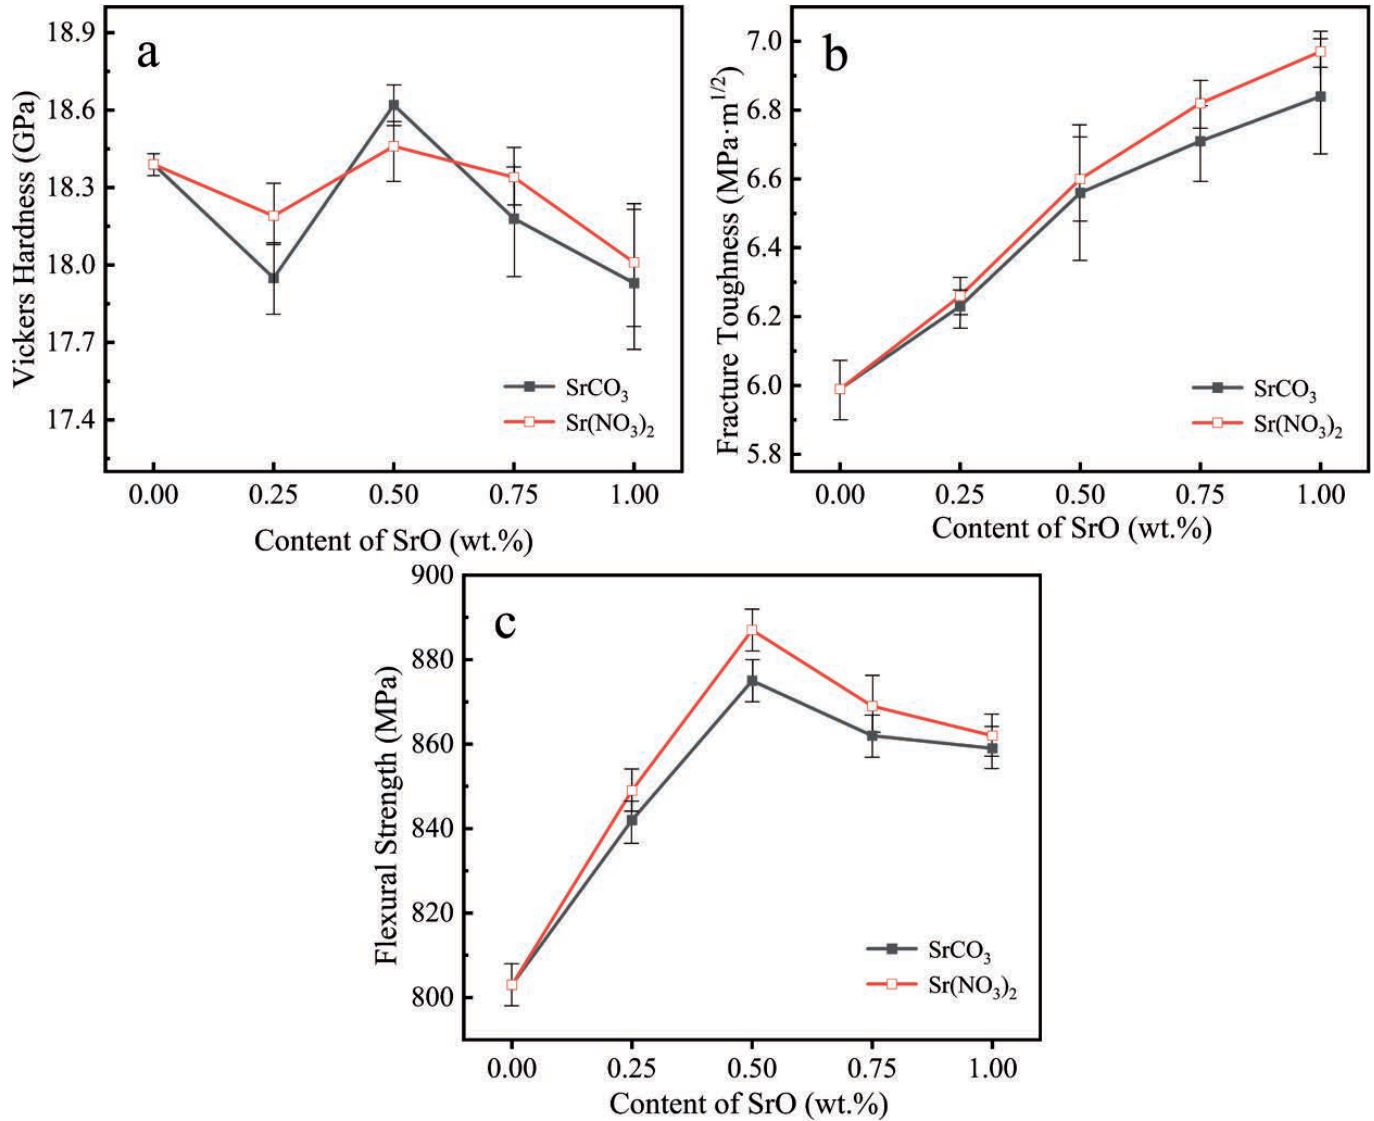 a
Vickers Hardness (GPa)
18.9
18.6
18.3
18.0
17.7
17.4
0.00 0.25 0.50 0.75 1.00
Content of SrO (wt.%)
SrCO₃
Sr(NO₃)₂
b
Fracture Toughness (MPa·m¹/²)
7.0
6.8
6.6
6.4
6.2
6.0
5.8
0.00 0.25 0.50 0.75 1.00
Content of SrO (wt.%)
SrCO₃
Sr(NO₃)₂
c
Flexural Strength (MPa)
900
880
860
840
820
800
0.00 0.25 0.50 0.75 1.00
Content of SrO (wt.%)
SrCO₃
Sr(NO₃)₂